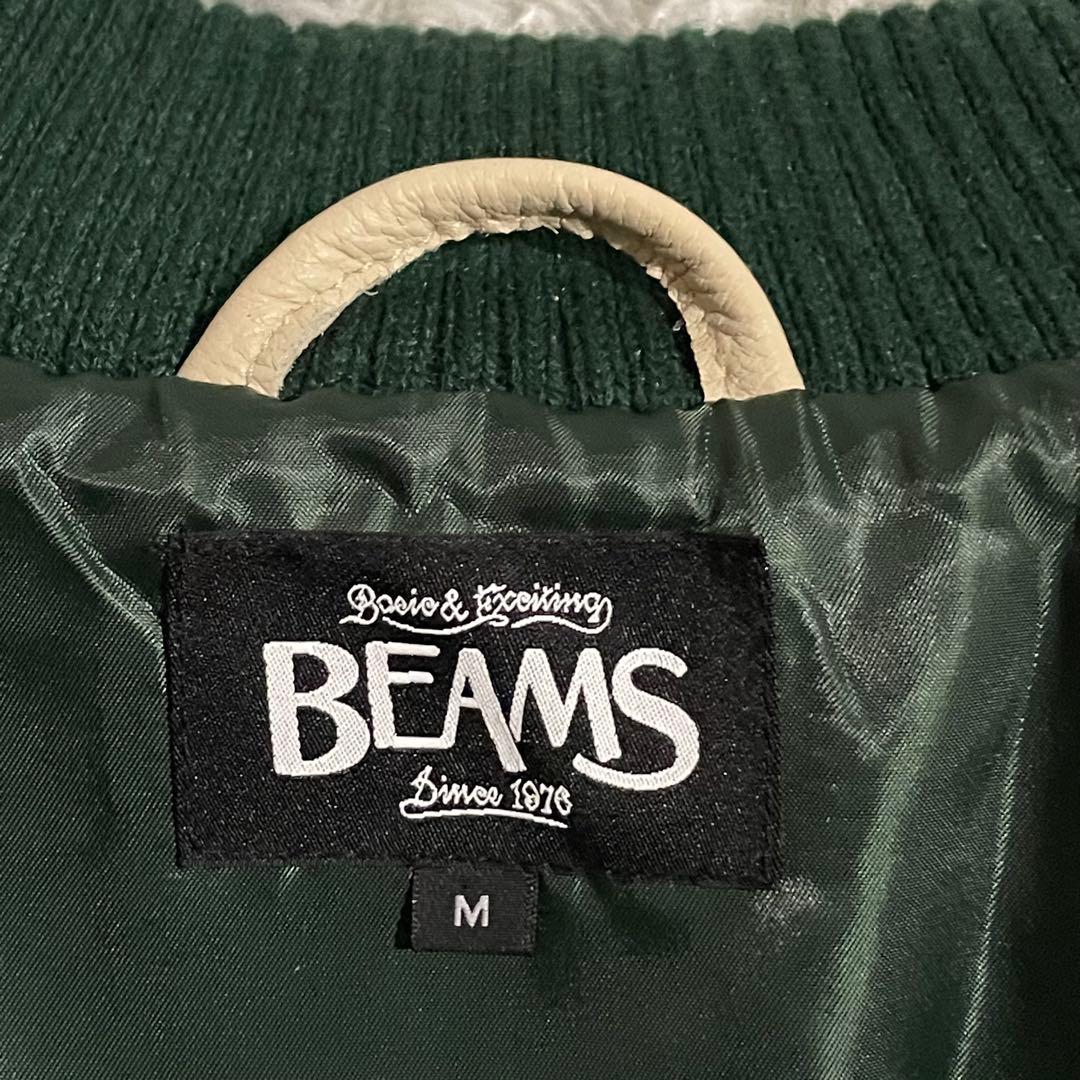 Basic & Exciting
BEAMS
Since 1976
M